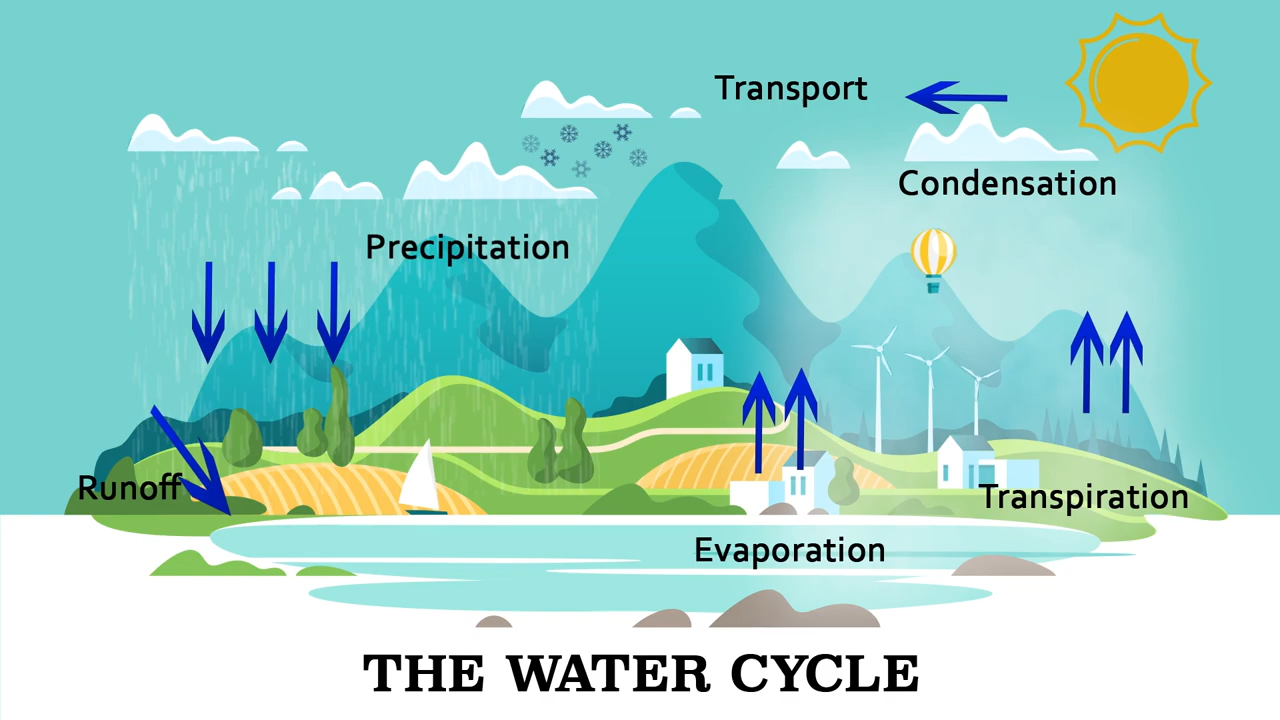 Transport
Condensation
Precipitation
Runoff
Transpiration
Evaporation
THE WATER CYCLE